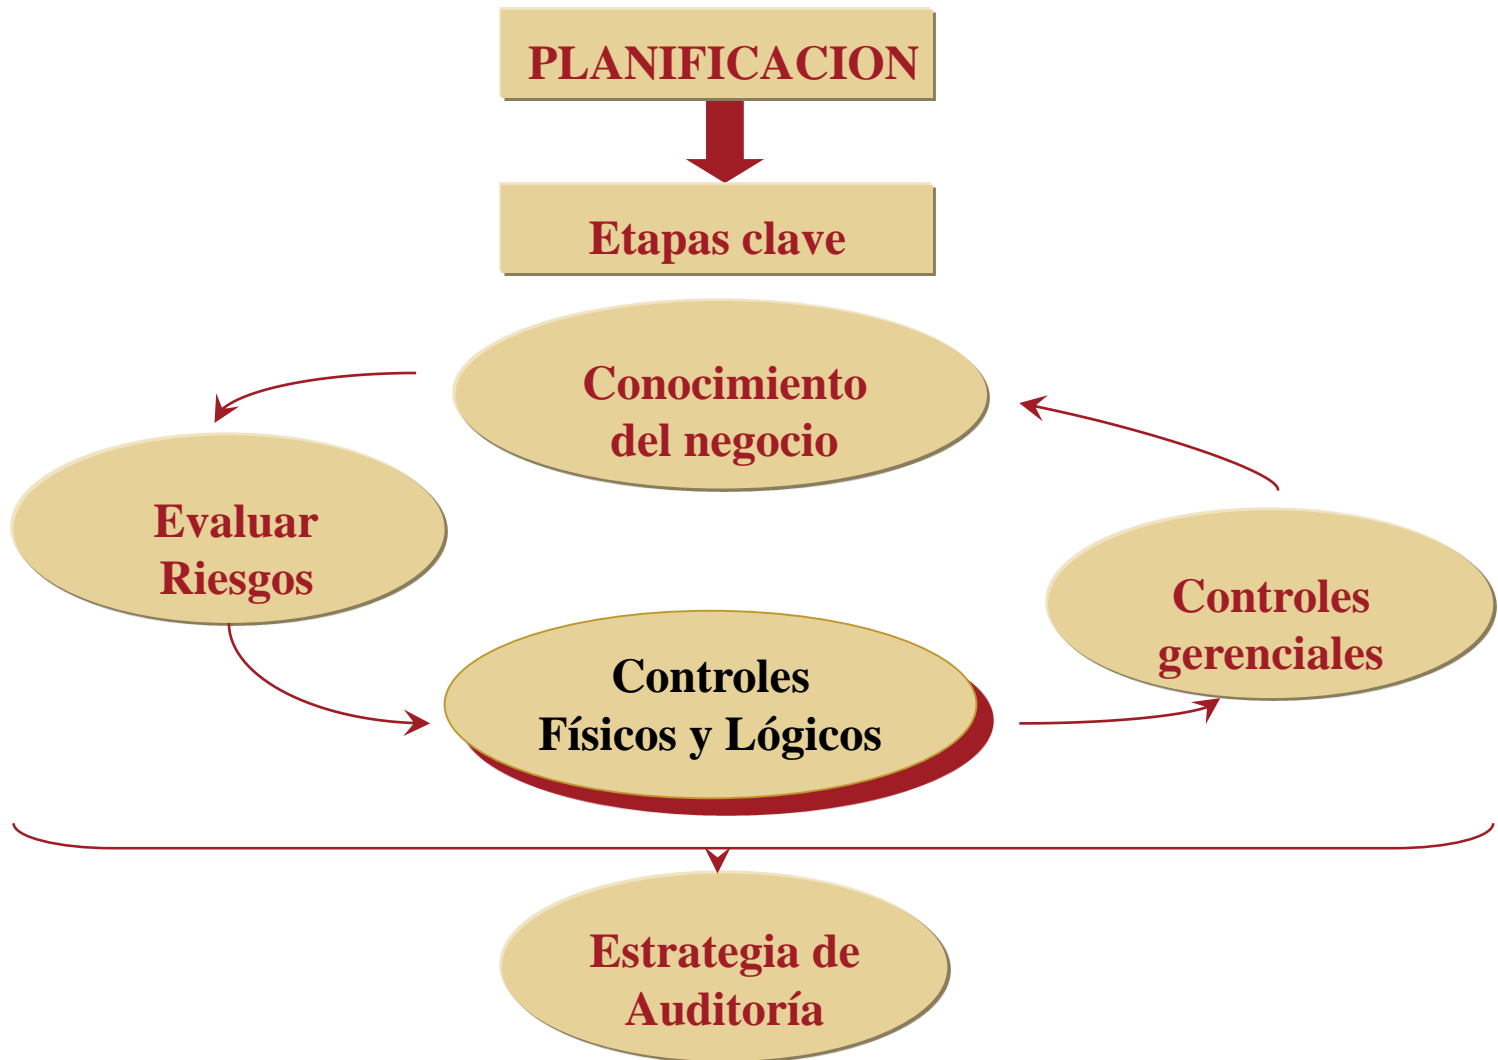 PLANIFICACION
Etapas clave
Conocimiento
del negocio
Evaluar
Riesgos
Controles
gerenciales
Controles
Físicos y Lógicos
Estrategia de
Auditoría